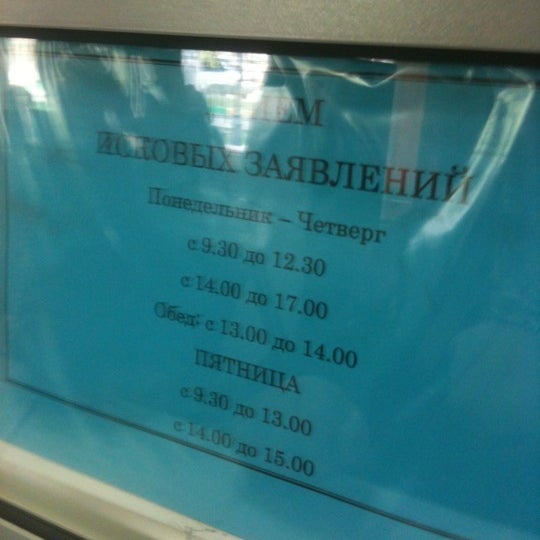 ПРИЕМ
ИСКОВЫХ ЗАЯВЛЕНИЙ
Понедельник – Четверг
с 9.30 до 12.30
с 14.00 до 17.00
Обед: с 13.00 до 14.00
ПЯТНИЦА
с 9.30 до 13.00
с 14.00 до 15.00